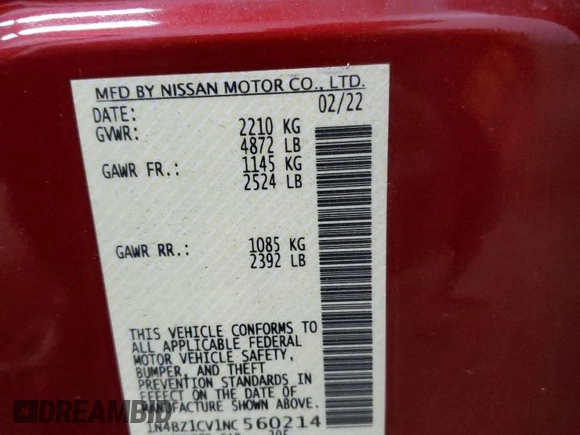 MFD BY NISSAN MOTOR CO., LTD.
DATE: 02/22
GVWR: 2210 KG
4872 LB
GAWR FR.: 1145 KG
2524 LB
GAWR RR.: 1085 KG
2392 LB
THIS VEHICLE CONFORMS TO
ALL APPLICABLE FEDERAL
MOTOR VEHICLE SAFETY,
BUMPER, AND THEFT
PREVENTION STANDARDS IN
EFFECT ON THE DATE OF
MANUFACTURE SHOWN ABOVE.
1N4BZ1CV1NC560214
DREAMBID